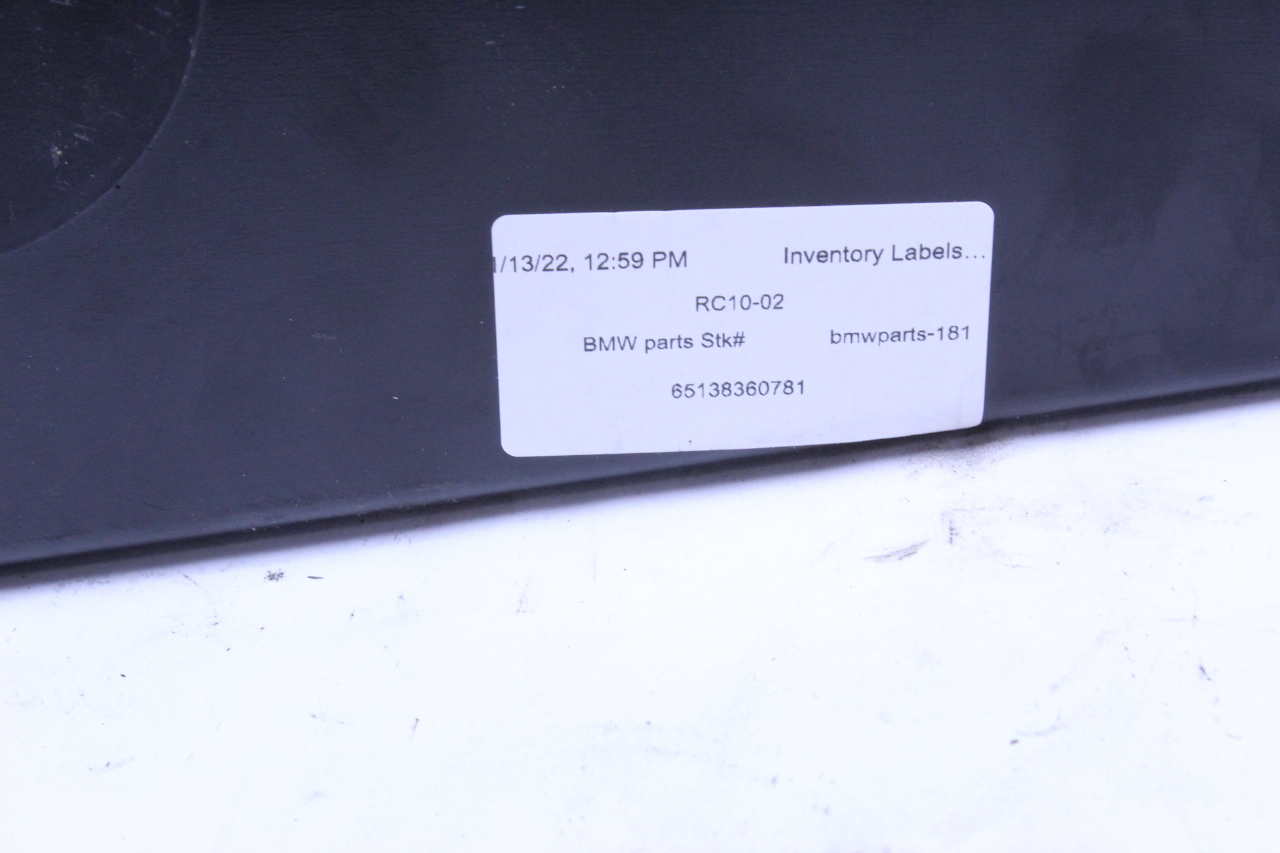 /13/22, 12:59 PM Inventory Labels...
RC10-02
BMW parts Stk# bmwparts-181
65138360781